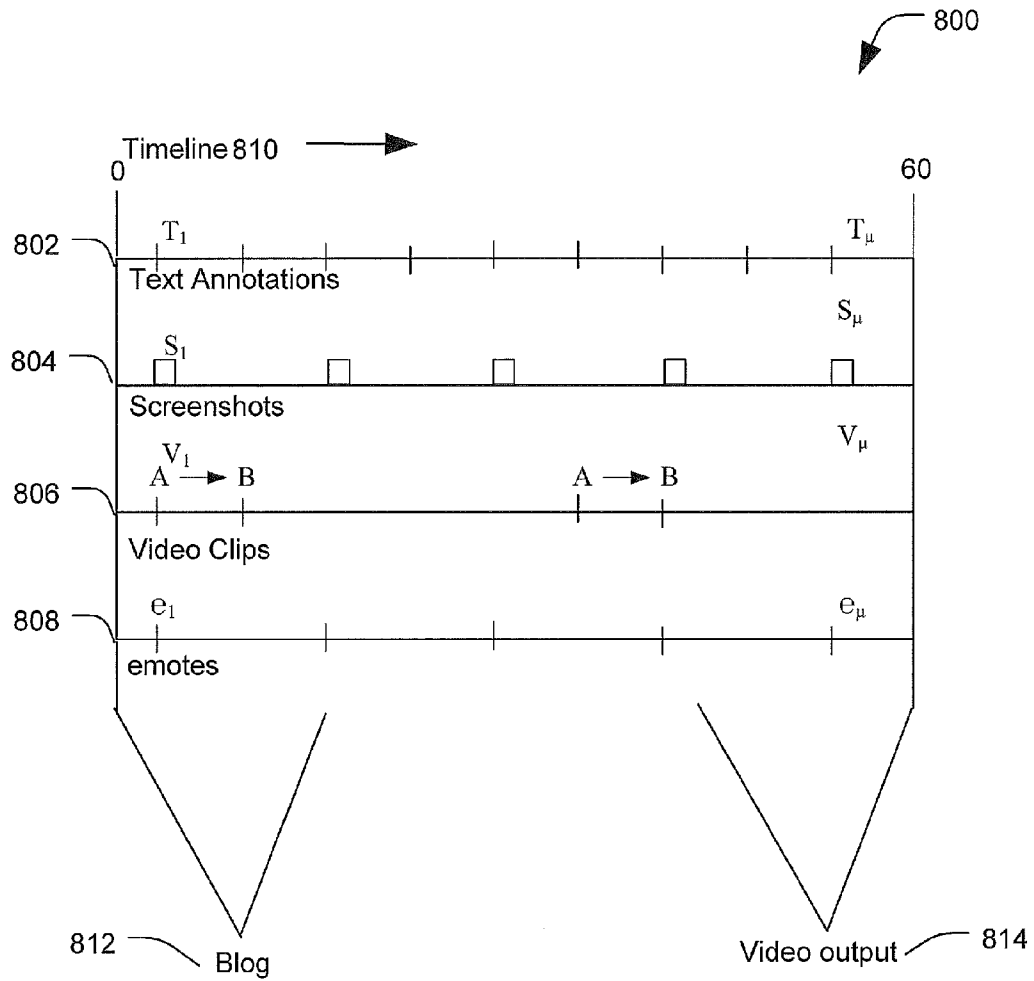 800
Timeline 810
0
60
T₁
Tμ
802
Text Annotations
Sμ
S₁
804
Screenshots
Vμ
V₁
A B A B
806
Video Clips
e₁ eμ
808
emotes
812
Blog
Video output
814